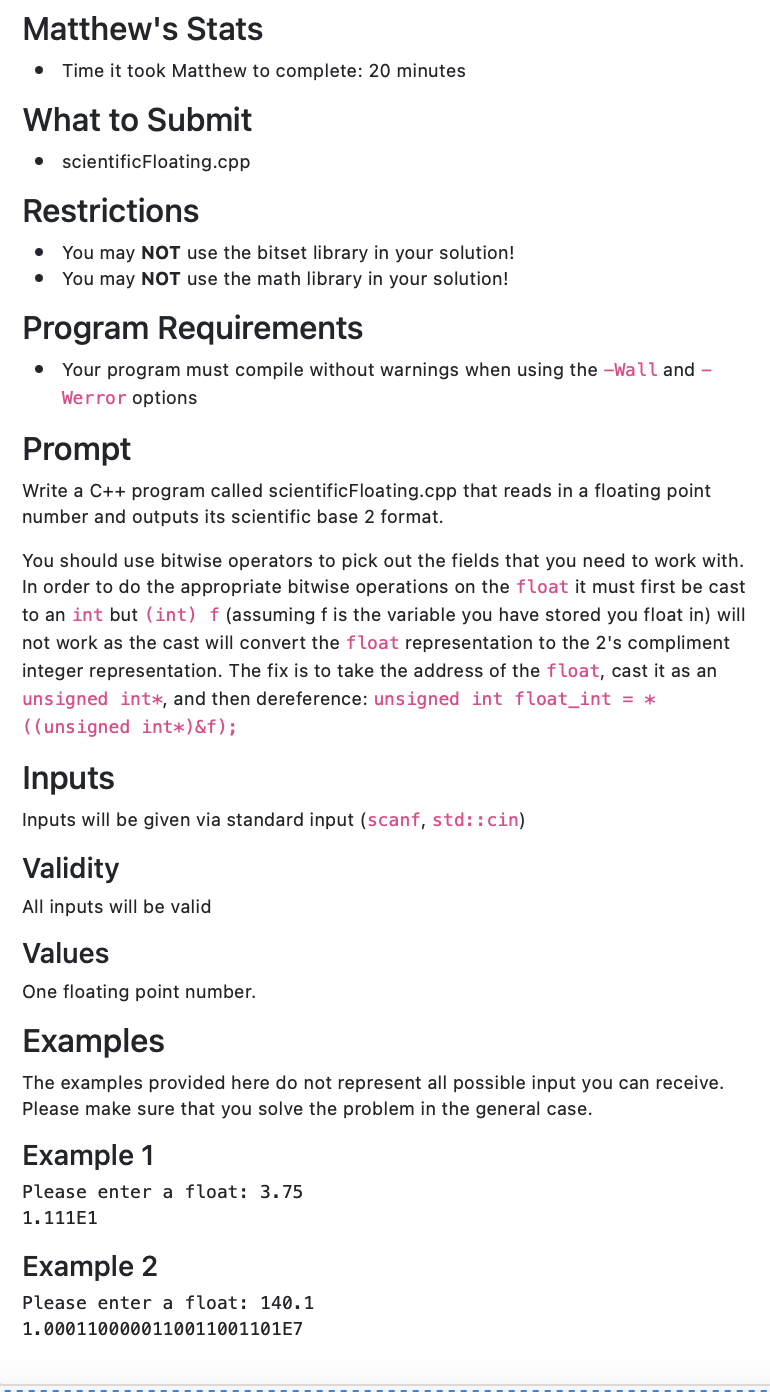 Matthew's Stats
• Time it took Matthew to complete: 20 minutes
What to Submit
• scientificFloating.cpp
Restrictions
• You may NOT use the bitset library in your solution!
• You may NOT use the math library in your solution!
Program Requirements
• Your program must compile without warnings when using the -Wall and -
Werror options
Prompt
Write a C++ program called scientificFloating.cpp that reads in a floating point
number and outputs its scientific base 2 format.
You should use bitwise operators to pick out the fields that you need to work with.
In order to do the appropriate bitwise operations on the float it must first be cast
to an int but (int) f (assuming f is the variable you have stored you float in) will
not work as the cast will convert the float representation to the 2's compliment
integer representation. The fix is to take the address of the float, cast it as an
unsigned int*, and then dereference: unsigned int float_int = *
((unsigned int*)&f);
Inputs
Inputs will be given via standard input (scanf, std::cin)
Validity
All inputs will be valid
Values
One floating point number.
Examples
The examples provided here do not represent all possible input you can receive.
Please make sure that you solve the problem in the general case.
Example 1
Please enter a float: 3.75
1.111E1
Example 2
Please enter a float: 140.1
1.0001100000110011001101E7